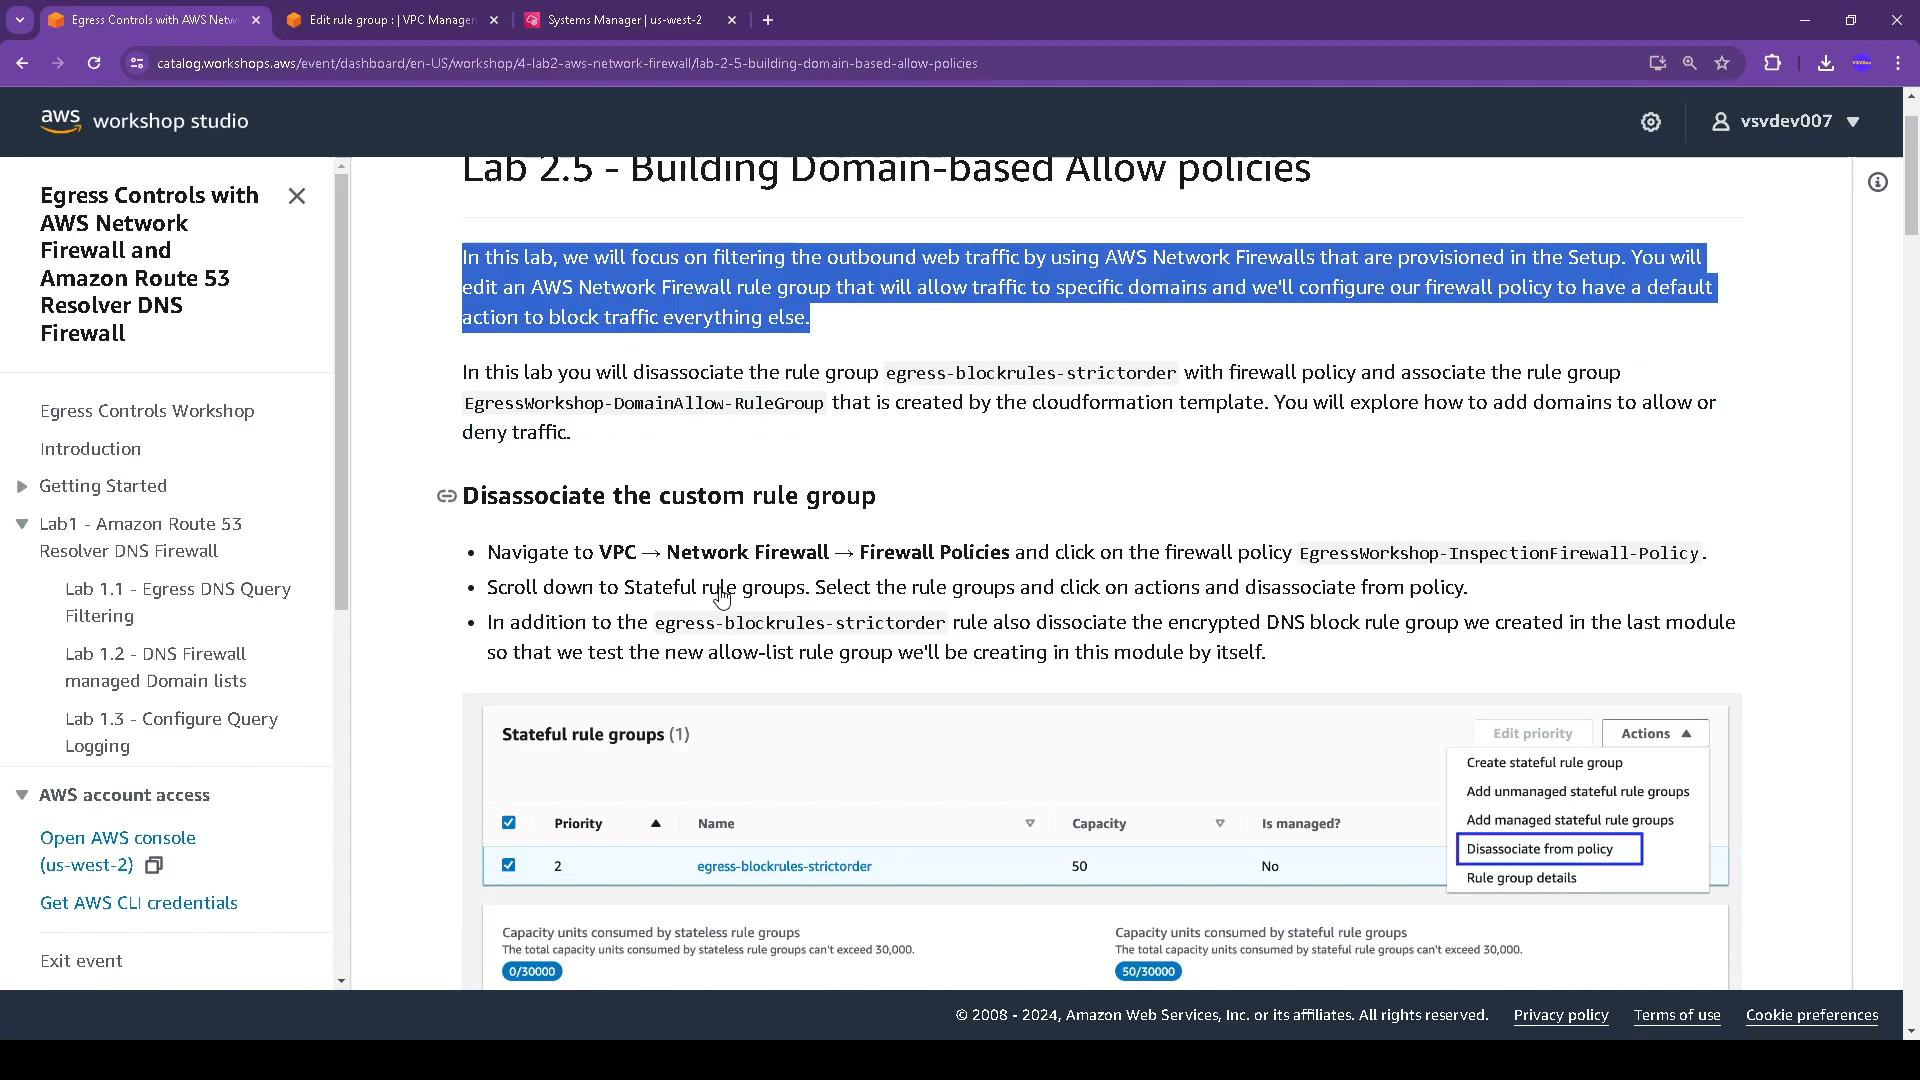 Egress Controls with AWS Netw
Edit rule group : | VPC Manager
Systems Manager | us-west-2
catalog.workshops.aws/event/dashboard/en-US/workshop/4-lab2-aws-network-firewall/lab-2-5-building-domain-based-allow-policies
aws workshop studio
vsvdev007
Egress Controls with
AWS Network
Firewall and
Amazon Route 53
Resolver DNS
Firewall
Egress Controls Workshop
Introduction
Getting Started
Lab1 - Amazon Route 53
Resolver DNS Firewall
Lab 1.1 - Egress DNS Query
Filtering
Lab 1.2 - DNS Firewall
managed Domain lists
Lab 1.3 - Configure Query
Logging
AWS account access
Open AWS console
(us-west-2)
Get AWS CLI credentials
Exit event
Lab 2.5 - Building Domain-based Allow policies
In this lab, we will focus on filtering the outbound web traffic by using AWS Network Firewalls that are provisioned in the Setup. You will
edit an AWS Network Firewall rule group that will allow traffic to specific domains and we'll configure our firewall policy to have a default
action to block traffic everything else.
In this lab you will disassociate the rule group egress-blockrules-strictorder with firewall policy and associate the rule group
EgressWorkshop-DomainAllow-RuleGroup that is created by the cloudformation template. You will explore how to add domains to allow or
deny traffic.
Disassociate the custom rule group
• Navigate to VPC → Network Firewall → Firewall Policies and click on the firewall policy EgressWorkshop-InspectionFirewall-Policy.
• Scroll down to Stateful rule groups. Select the rule groups and click on actions and disassociate from policy.
• In addition to the egress-blockrules-strictorder rule also dissociate the encrypted DNS block rule group we created in the last module
so that we test the new allow-list rule group we'll be creating in this module by itself.
Stateful rule groups (1)
Edit priority
Actions
Create stateful rule group
Add unmanaged stateful rule groups
Add managed stateful rule groups
Disassociate from policy
Rule group details
Priority Name Capacity Is managed?
2 egress-blockrules-strictorder 50 No
Capacity units consumed by stateless rule groups
The total capacity units consumed by stateless rule groups can't exceed 30,000.
0/30000
Capacity units consumed by stateful rule groups
The total capacity units consumed by stateful rule groups can't exceed 30,000.
50/30000
© 2008 - 2024, Amazon Web Services, Inc. or its affiliates. All rights reserved. Privacy policy Terms of use Cookie preferences